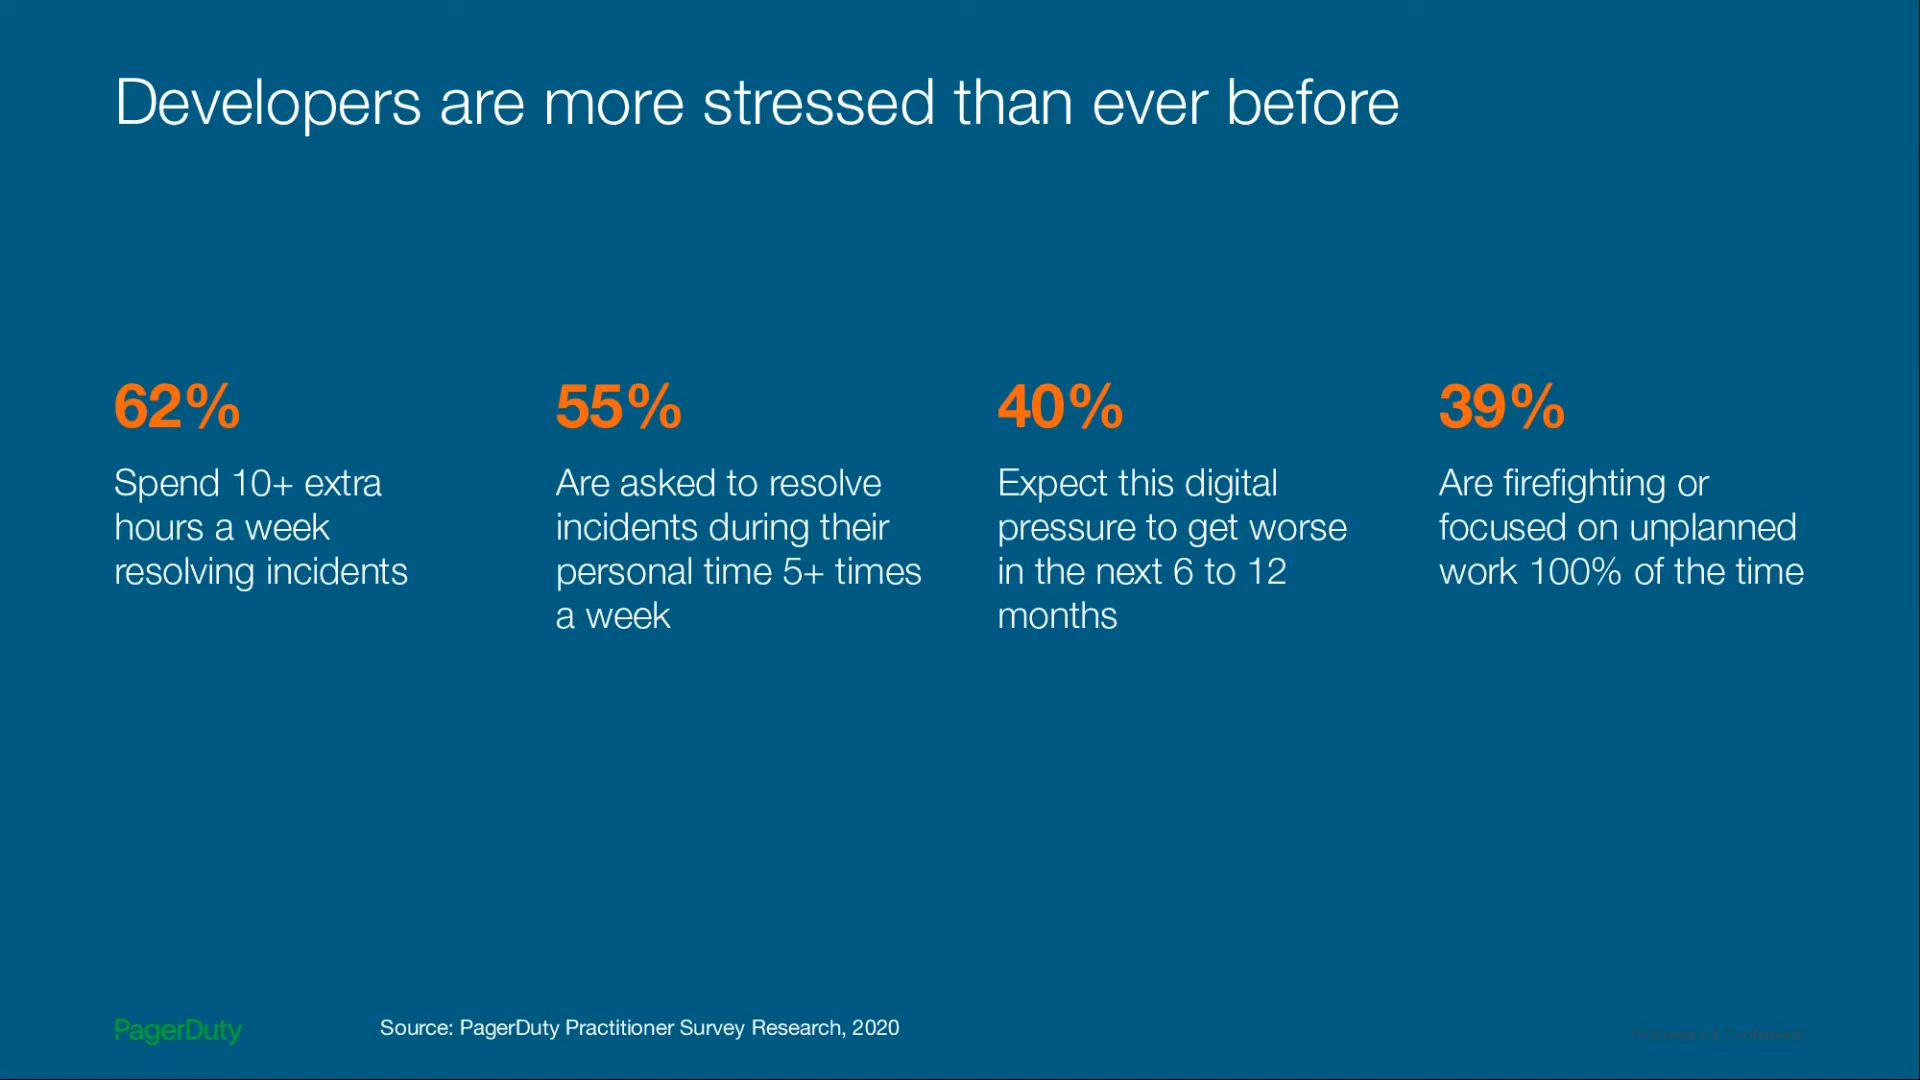 Developers are more stressed than ever before
62%
Spend 10+ extra
hours a week
resolving incidents
55%
Are asked to resolve
incidents during their
personal time 5+ times
a week
40%
Expect this digital
pressure to get worse
in the next 6 to 12
months
39%
Are firefighting or
focused on unplanned
work 100% of the time
PagerDuty
Source: PagerDuty Practitioner Survey Research, 2020